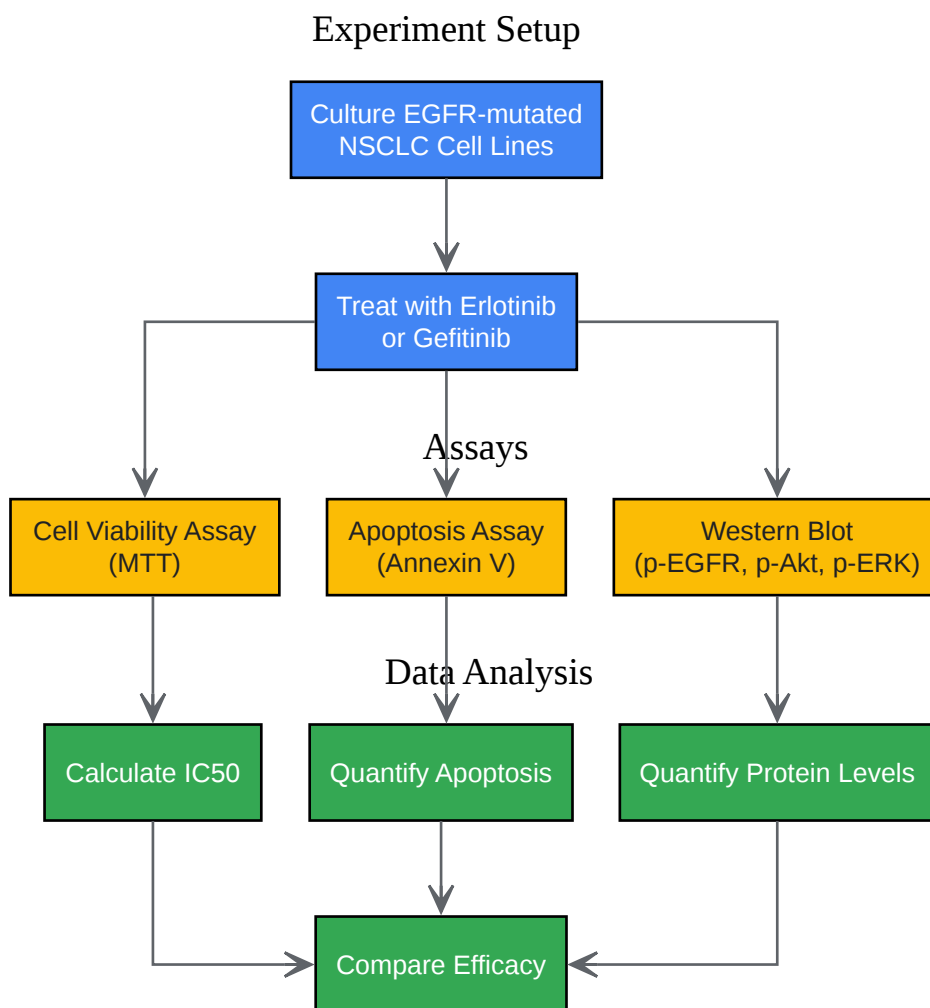 Experiment Setup
Culture EGFR-mutated
NSCLC Cell Lines
Treat with Erlotinib
or Gefitinib
Assays
Cell Viability Assay
(MTT)
Apoptosis Assay
(Annexin V)
Western Blot
(p-EGFR, p-Akt, p-ERK)
Data Analysis
Calculate IC50
Quantify Apoptosis
Quantify Protein Levels
Compare Efficacy